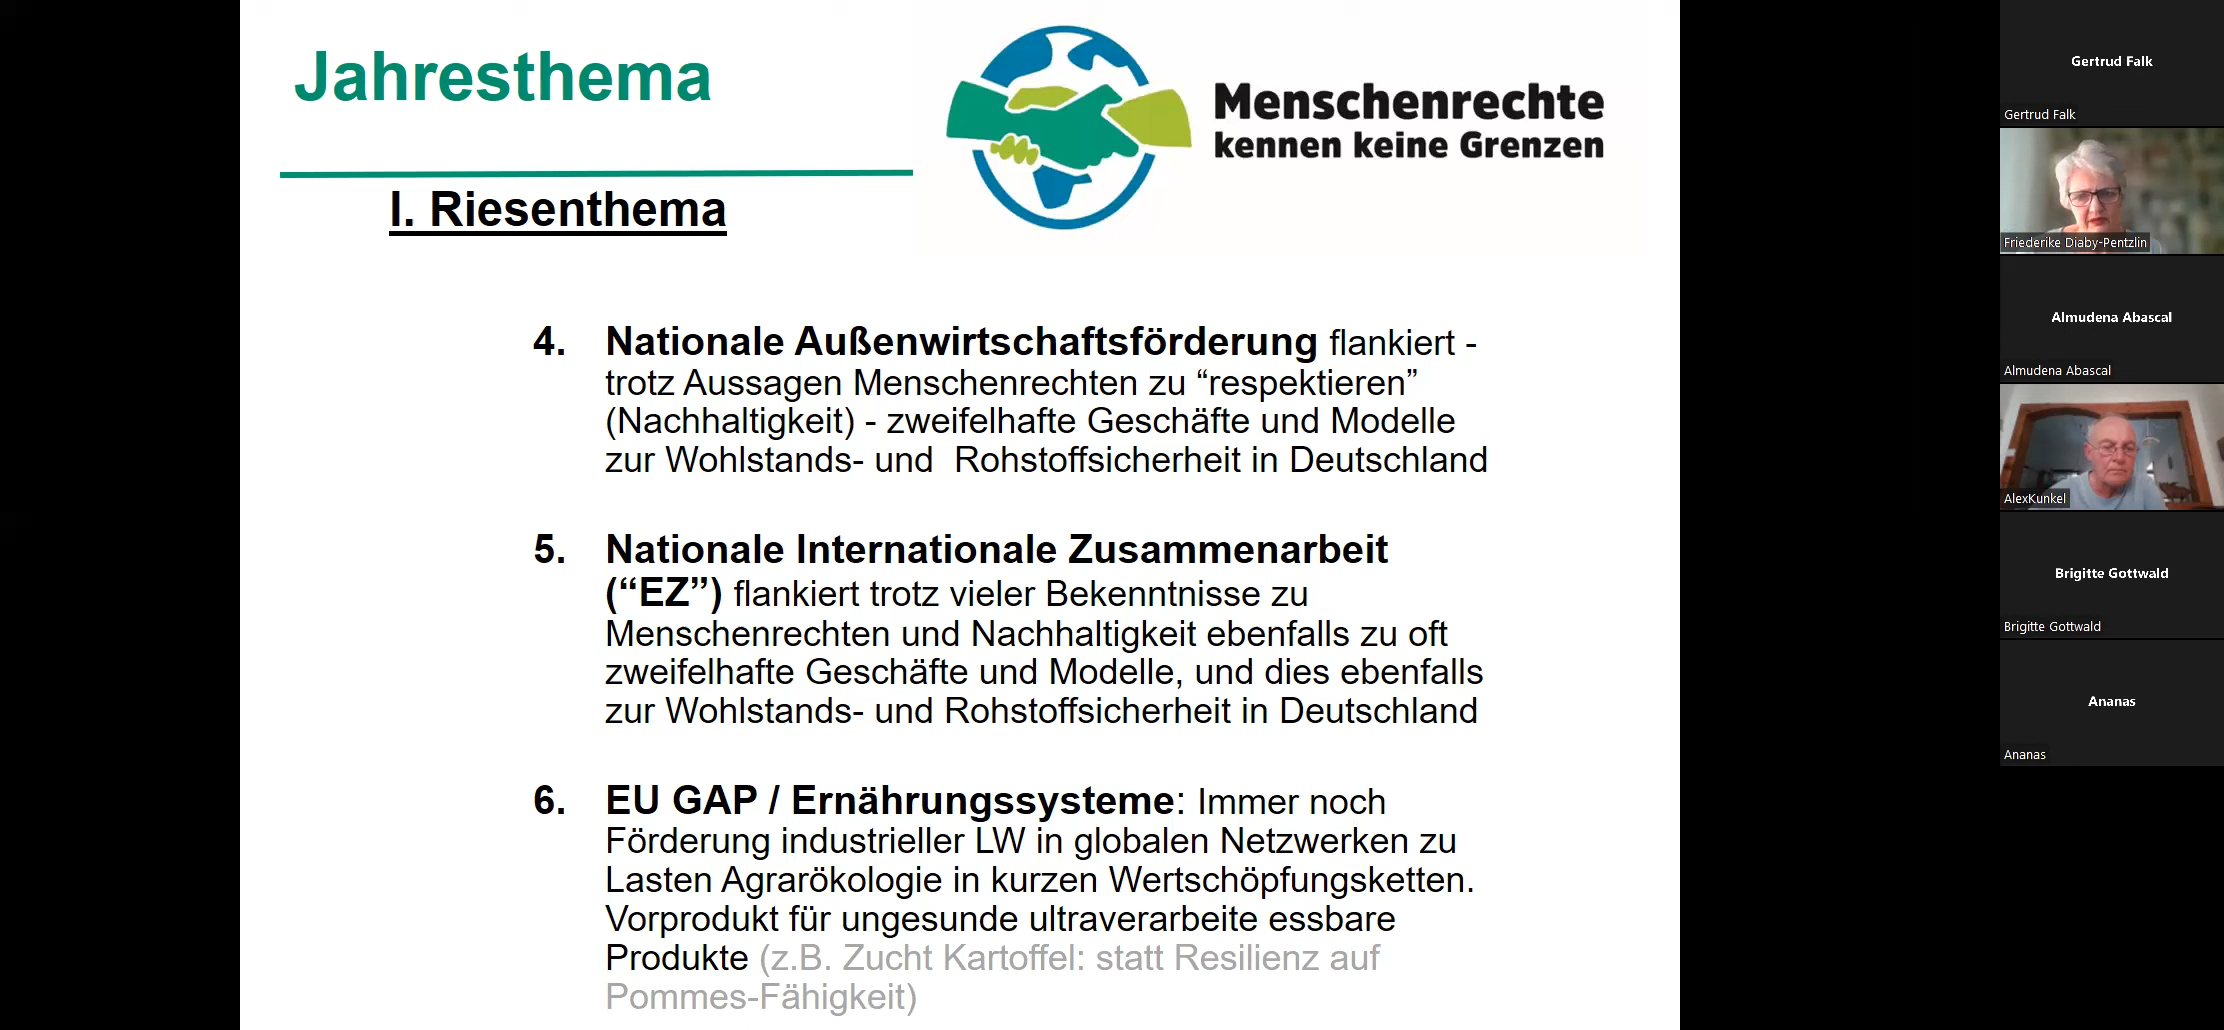 Jahresthema
Menschenrechte
kennen keine Grenzen
I. Riesenthema
4. Nationale Außenwirtschaftsförderung flankiert -
trotz Aussagen Menschenrechten zu “respektieren”
(Nachhaltigkeit) - zweifelhafte Geschäfte und Modelle
zur Wohlstands- und  Rohstoffsicherheit in Deutschland
5. Nationale Internationale Zusammenarbeit
(“EZ”) flankiert trotz vieler Bekenntnisse zu
Menschenrechten und Nachhaltigkeit ebenfalls zu oft
zweifelhafte Geschäfte und Modelle, und dies ebenfalls
zur Wohlstands- und Rohstoffsicherheit in Deutschland
6. EU GAP / Ernährungssysteme: Immer noch
Förderung industrieller LW in globalen Netzwerken zu
Lasten Agrarökologie in kurzen Wertschöpfungsketten.
Vorprodukt für ungesunde ultraverarbeite essbare
Produkte (z.B. Zucht Kartoffel: statt Resilienz auf
Pommes-Fähigkeit)
Gertrud Falk
Gertrud Falk
Friederike Diaby-Pentzlin
Almudena Abascal
Almudena Abascal
AlexKunkel
Brigitte Gottwald
Brigitte Gottwald
Ananas
Ananas